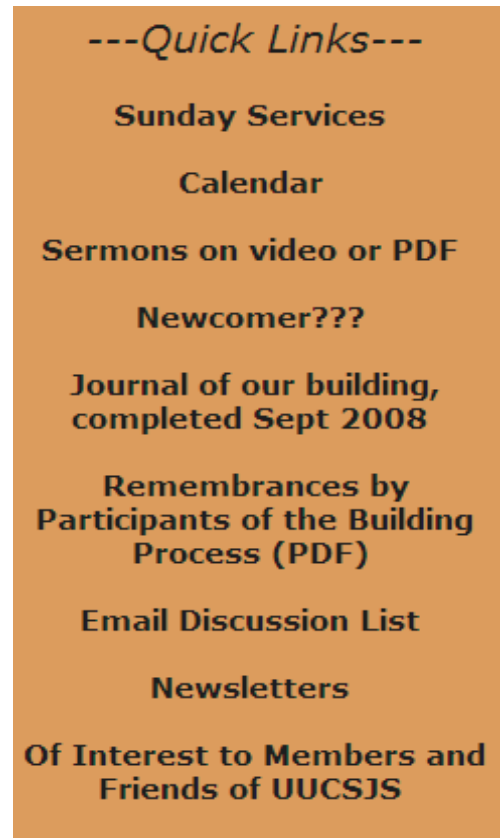 ---Quick Links---
Sunday Services
Calendar
Sermons on video or PDF
Newcomer???
Journal of our building,
completed Sept 2008
Remembrances by
Participants of the Building
Process (PDF)
Email Discussion List
Newsletters
Of Interest to Members and
Friends of UUCSJS